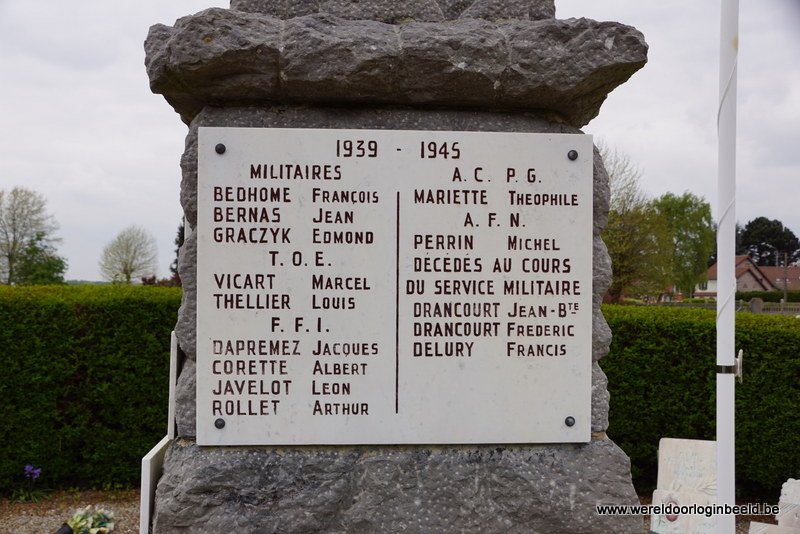 1939 - 1945
MILITAIRES
BEDHOME FRANÇOIS
BERNAS JEAN
GRACZYK EDMOND
T.O.E.
VICART MARCEL
THELLIER LOUIS
F.F.I.
DAPREMEZ JACQUES
CORETTE ALBERT
JAVELOT LEON
ROLLET ARTHUR
A.C. P.G.
MARIETTE THEOPHILE
A.F.N.
PERRIN MICHEL
DÉCÉDÉS AU COURS
DU SERVICE MILITAIRE
DRANCOURT JEAN-BTE
DRANCOURT FREDERIC
DELURY FRANCIS
www.wereldoorloginbeeld.be